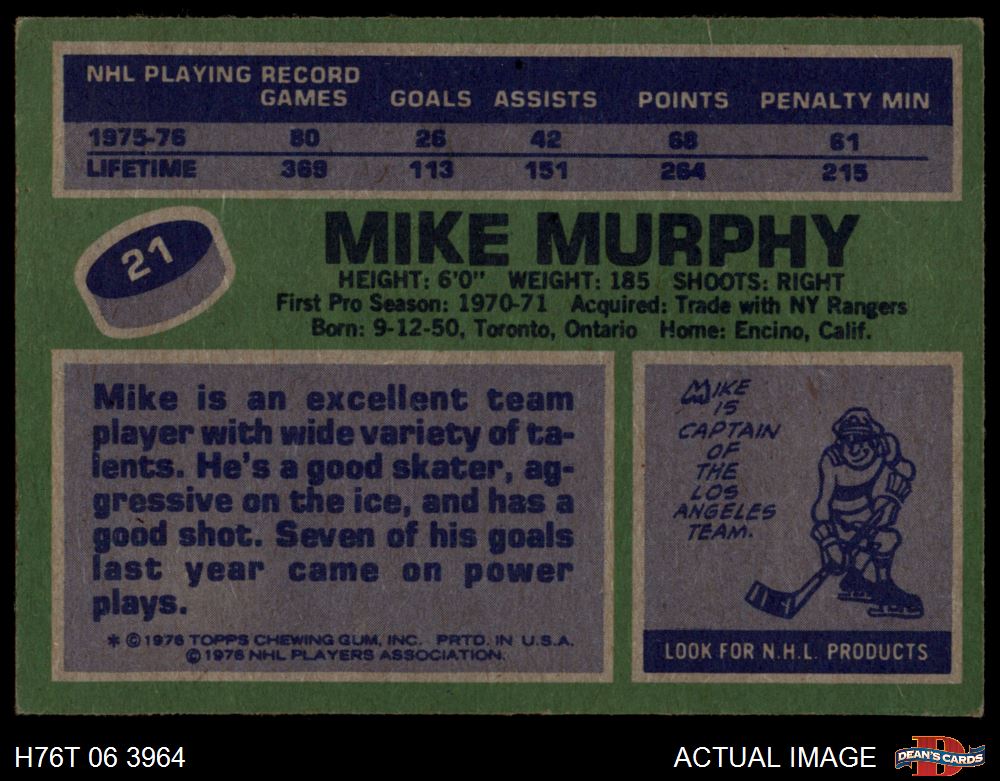 NHL PLAYING RECORD
GAMES GOALS ASSISTS POINTS PENALTY MIN
1975-76 80 26 42 68 61
LIFETIME 369 113 151 264 215
21
MIKE MURPHY
HEIGHT: 6'0" WEIGHT: 185 SHOOTS: RIGHT
First Pro Season: 1970-71 Acquired: Trade with NY Rangers
Born: 9-12-50, Toronto, Ontario Home: Encino, Calif.
Mike is an excellent team
player with wide variety of ta-
lents. He's a good skater, ag-
gressive on the ice, and has a
good shot. Seven of his goals
last year came on power
plays.
* © 1976 TOPPS CHEWING GUM, INC. PRTD. IN U.S.A.
© 1976 NHL PLAYERS ASSOCIATION.
MIKE
IS
CAPTAIN
OF
THE
LOS
ANGELES
TEAM.
LOOK FOR N.H.L. PRODUCTS
H76T 06 3964
ACTUAL IMAGE
D
DEAN'S CARDS